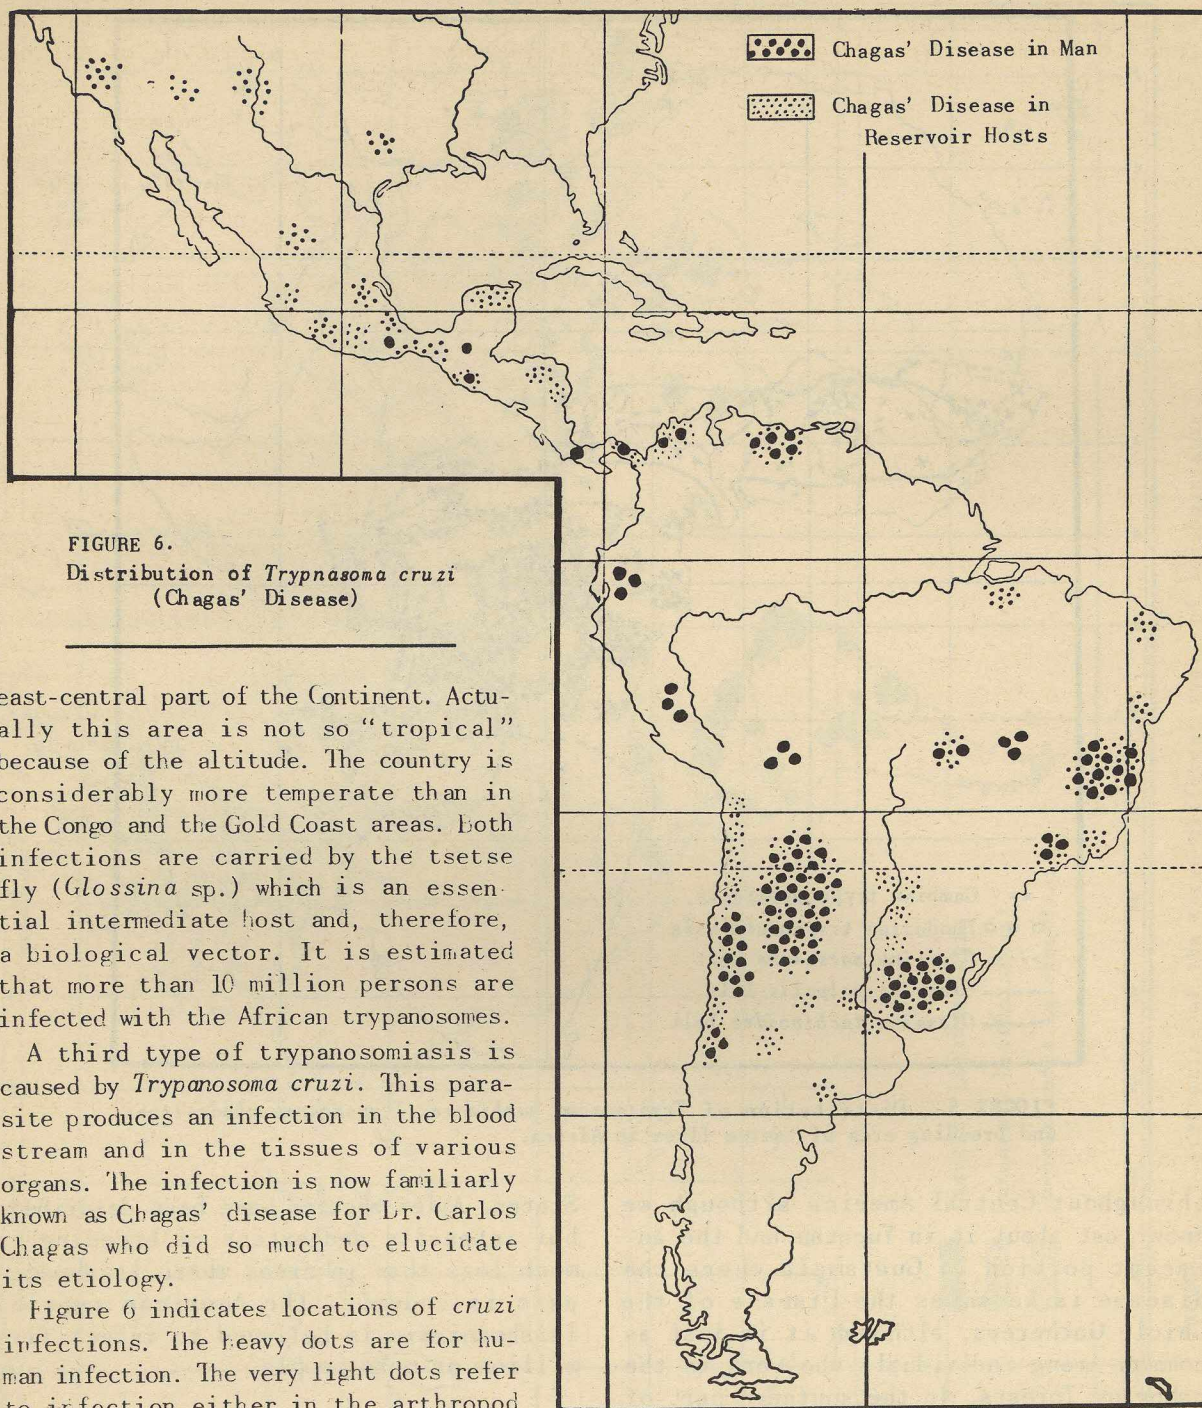 Chagas' Disease in Man
Chagas' Disease in
Reservoir Hosts
FIGURE 6.
Distribution of Trypnasoma cruzi
(Chagas' Disease)
east-central part of the Continent. Actu-
ally this area is not so “tropical”
because of the altitude. The country is
considerably more temperate than in
the Congo and the Gold Coast areas. Both
infections are carried by the tsetse
fly (Glossina sp.) which is an essen-
tial intermediate host and, therefore,
a biological vector. It is estimated
that more than 10 million persons are
infected with the African trypanosomes.
A third type of trypanosomiasis is
caused by Trypanosoma cruzi. This para-
site produces an infection in the blood
stream and in the tissues of various
organs. The infection is now familiarly
known as Chagas' disease for Dr. Carlos
Chagas who did so much to elucidate
its etiology.
Figure 6 indicates locations of cruzi
infections. The heavy dots are for hu-
man infection. The very light dots refer
to infection either in the arthropod